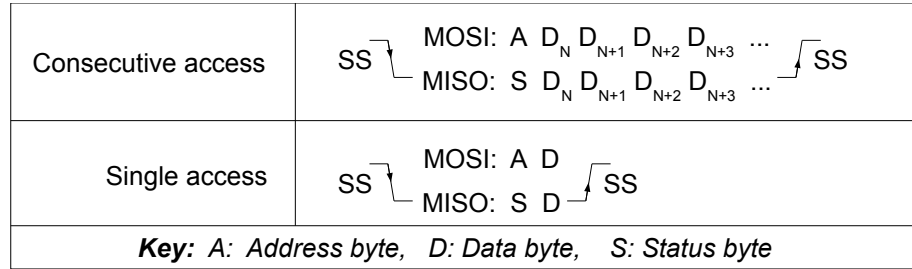 MOSI: A D_N D_N+1 D_N+2 D_N+3 ...
Consecutive access SS SS
MISO: S D_N D_N+1 D_N+2 D_N+3 ...
MOSI: A D
Single access SS SS
MISO: S D
Key: A: Address byte, D: Data byte, S: Status byte